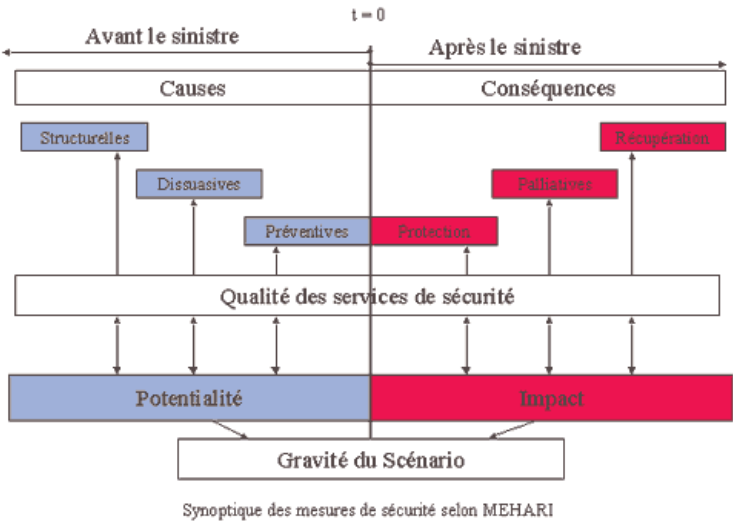 t = 0
Avant le sinistre
Après le sinistre
Causes
Conséquences
Structurelles
Récupération
Dissuasives
Palliatives
Préventives
Protection
Qualité des services de sécurité
Potentialité
Impact
Gravité du Scénario
Synoptique des mesures de sécurité selon MEHARI